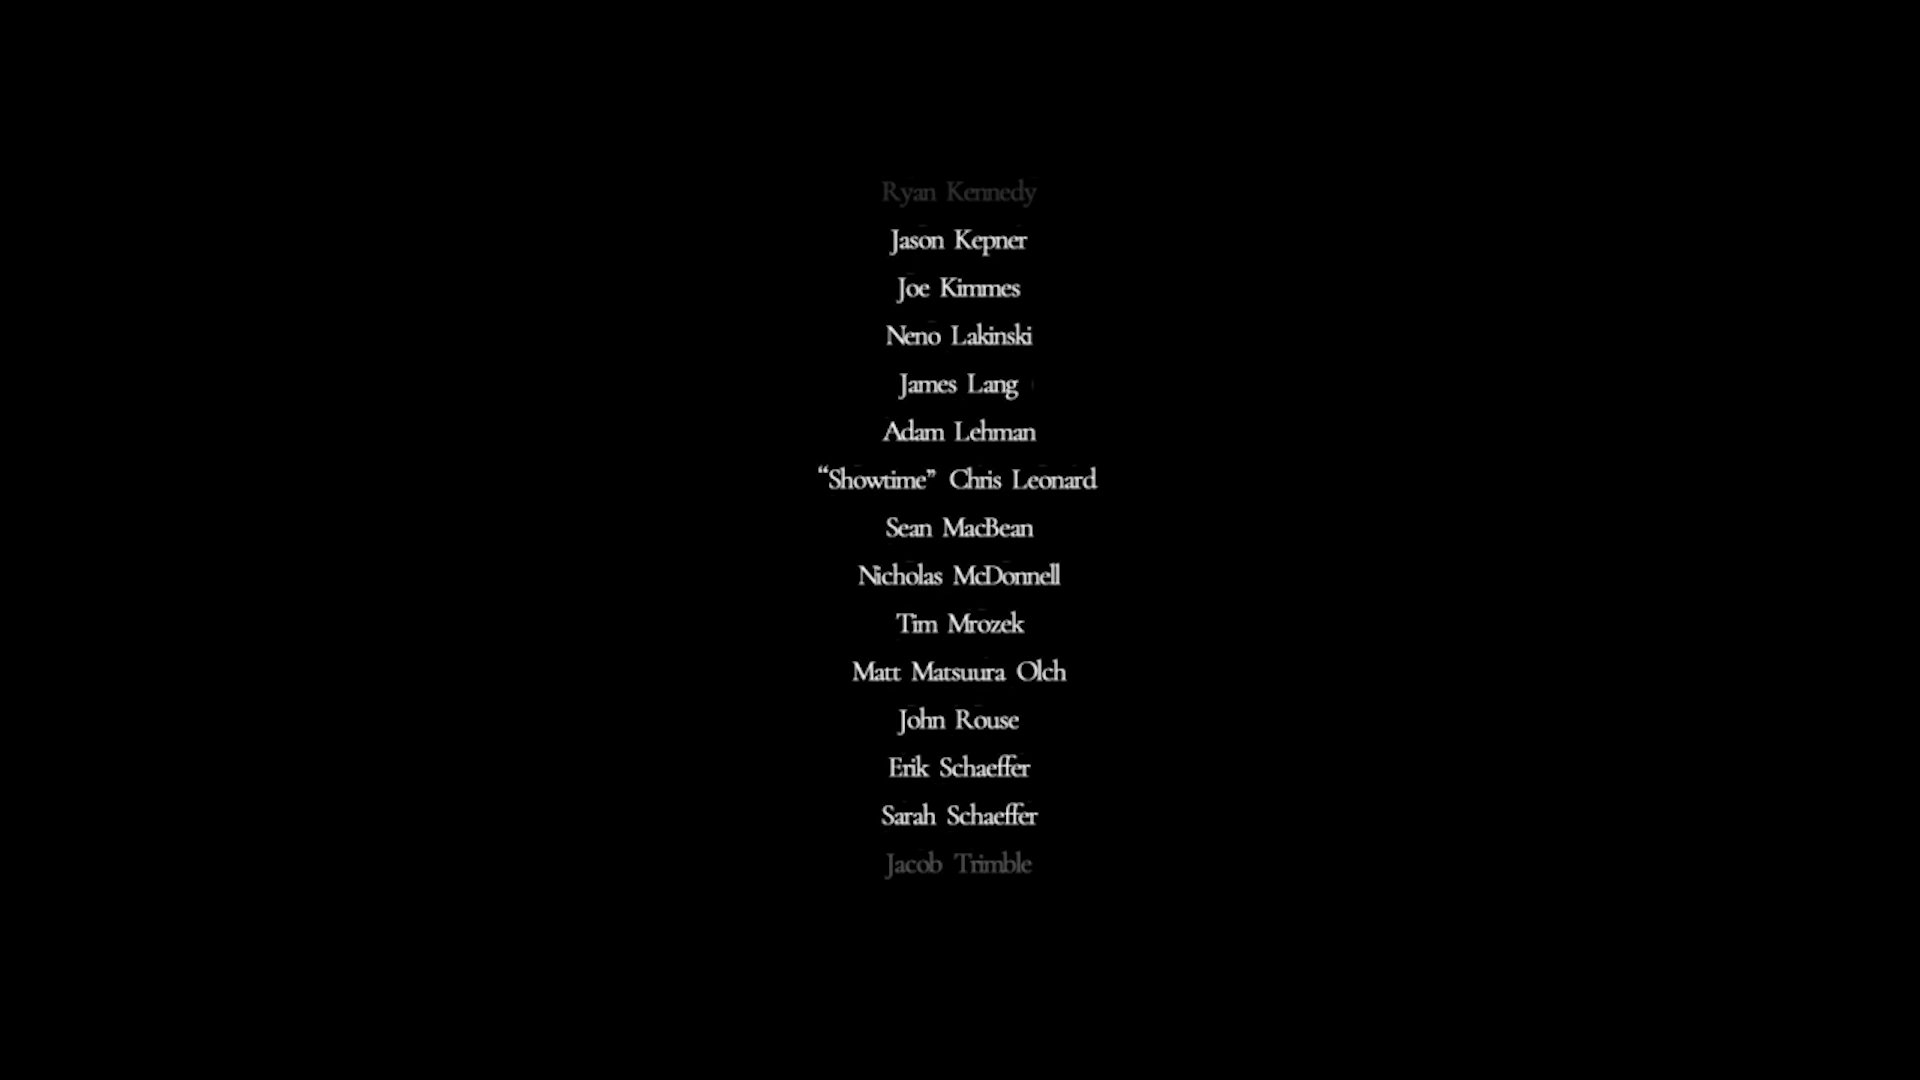 Ryan Kennedy
Jason Kepner
Joe Kimmes
Neno Lakinski
James Lang
Adam Lehman
“Showtime” Chris Leonard
Sean MacBean
Nicholas McDonnell
Tim Mrozek
Matt Matsuura Olch
John Rouse
Erik Schaeffer
Sarah Schaeffer
Jacob Trimble